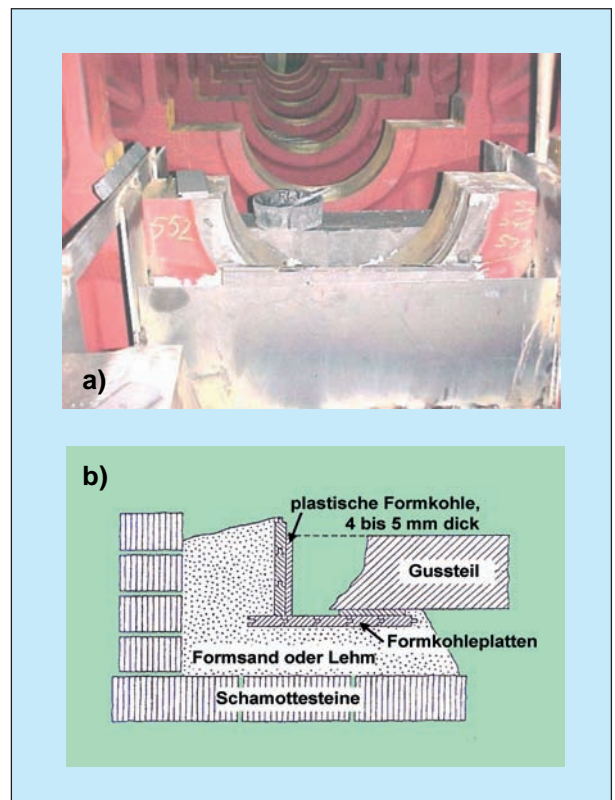 552
a)
b)
plastische Formkohle,
4 bis 5 mm dick
Gussteil
Formkohleplatten
Formsand oder Lehm
Schamottesteine